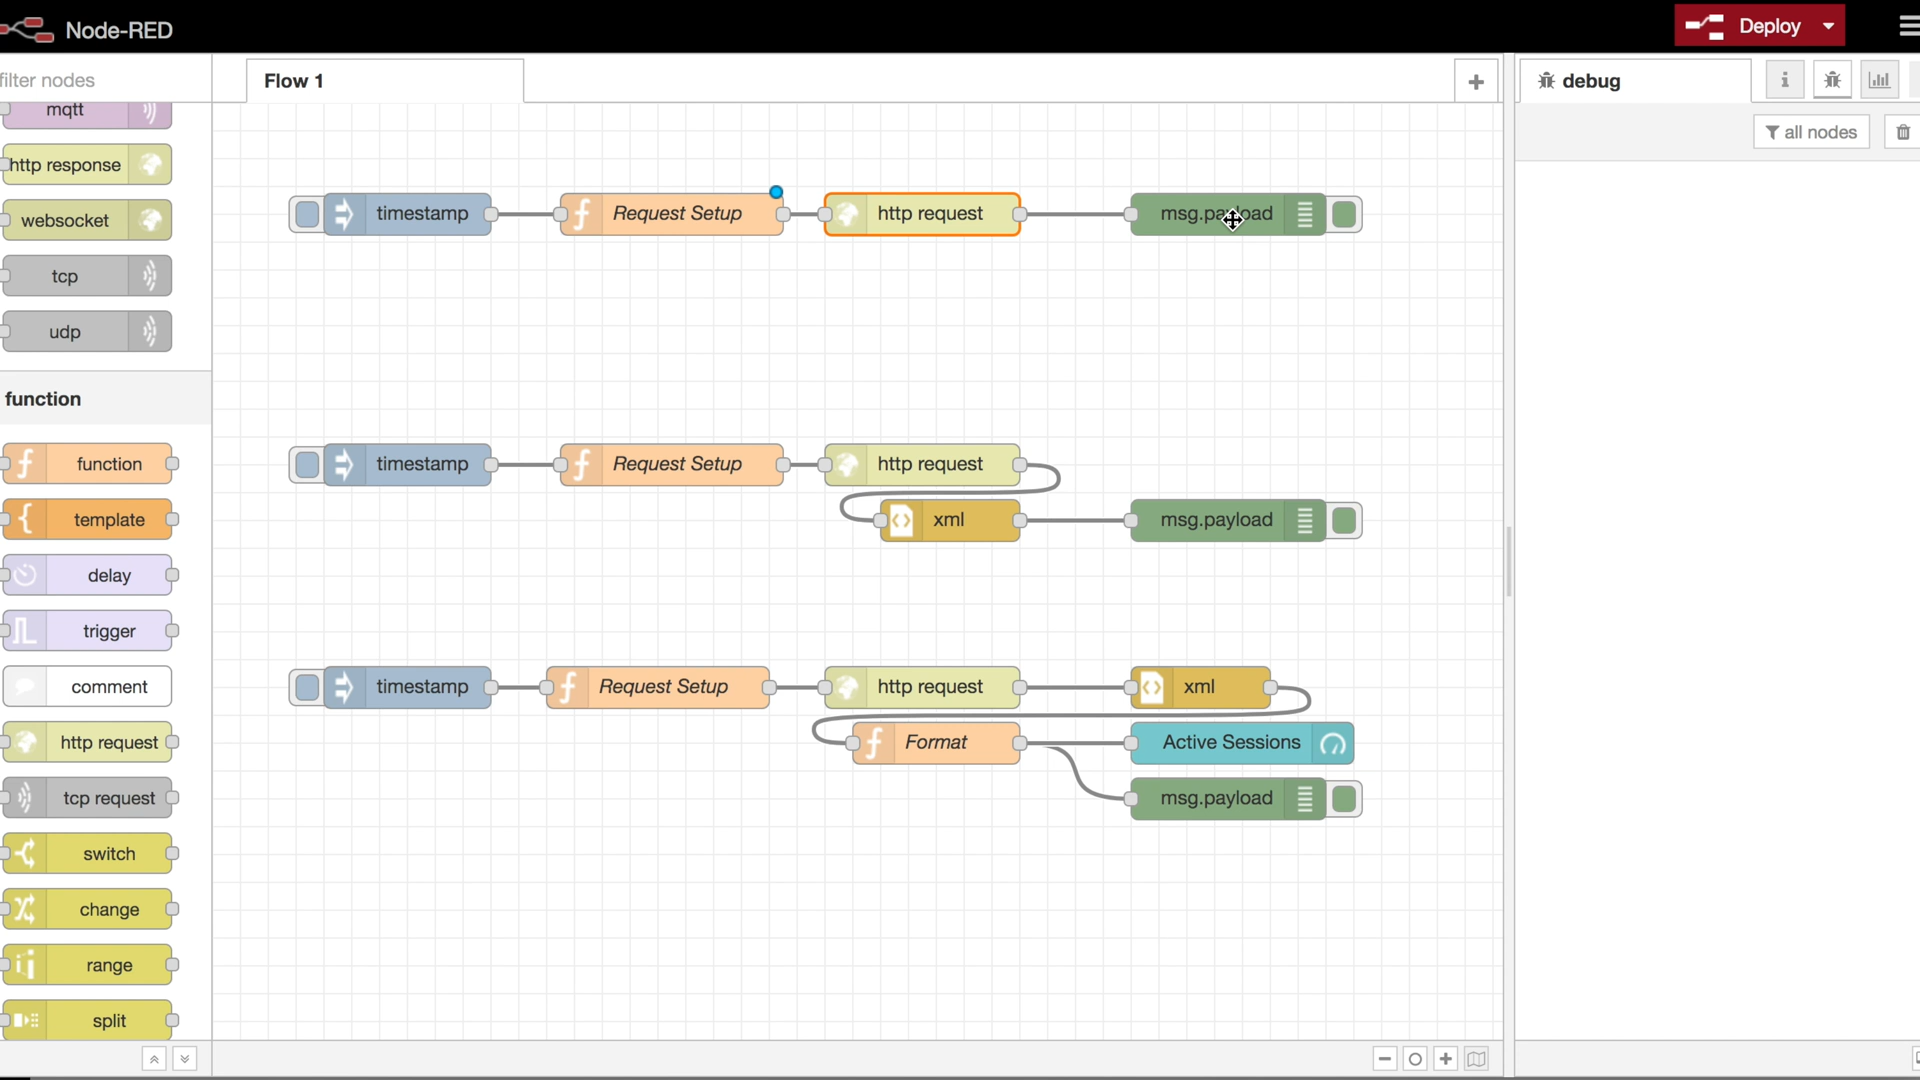 Node-RED
Deploy
filter nodes
Flow 1
debug
all nodes
mqtt
http response
websocket
tcp
udp
function
function
template
delay
trigger
comment
http request
tcp request
switch
change
range
split
timestamp
Request Setup
http request
msg.payload
timestamp
Request Setup
http request
xml
msg.payload
timestamp
Request Setup
http request
xml
Format
Active Sessions
msg.payload